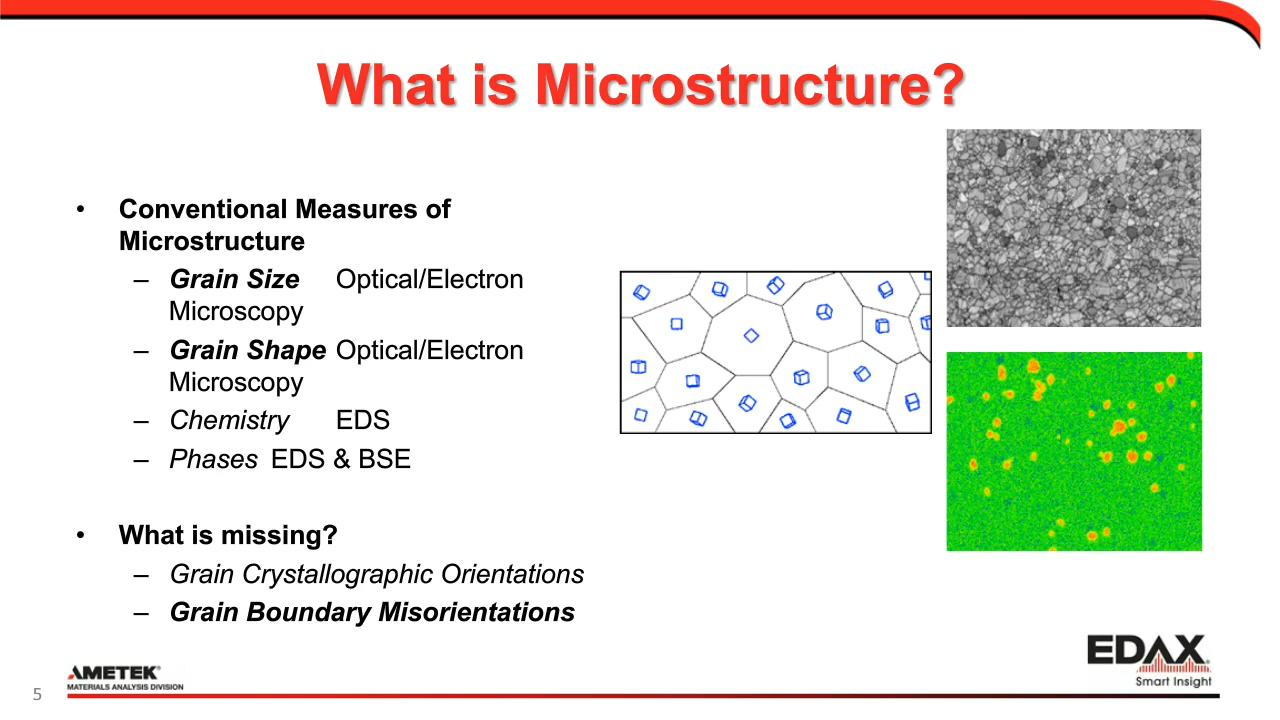 What is Microstructure?
• Conventional Measures of
Microstructure
– Grain Size Optical/Electron
Microscopy
– Grain Shape Optical/Electron
Microscopy
– Chemistry EDS
– Phases EDS & BSE
• What is missing?
– Grain Crystallographic Orientations
– Grain Boundary Misorientations
5
AMETEK®
MATERIALS ANALYSIS DIVISION
EDAX
Smart Insight